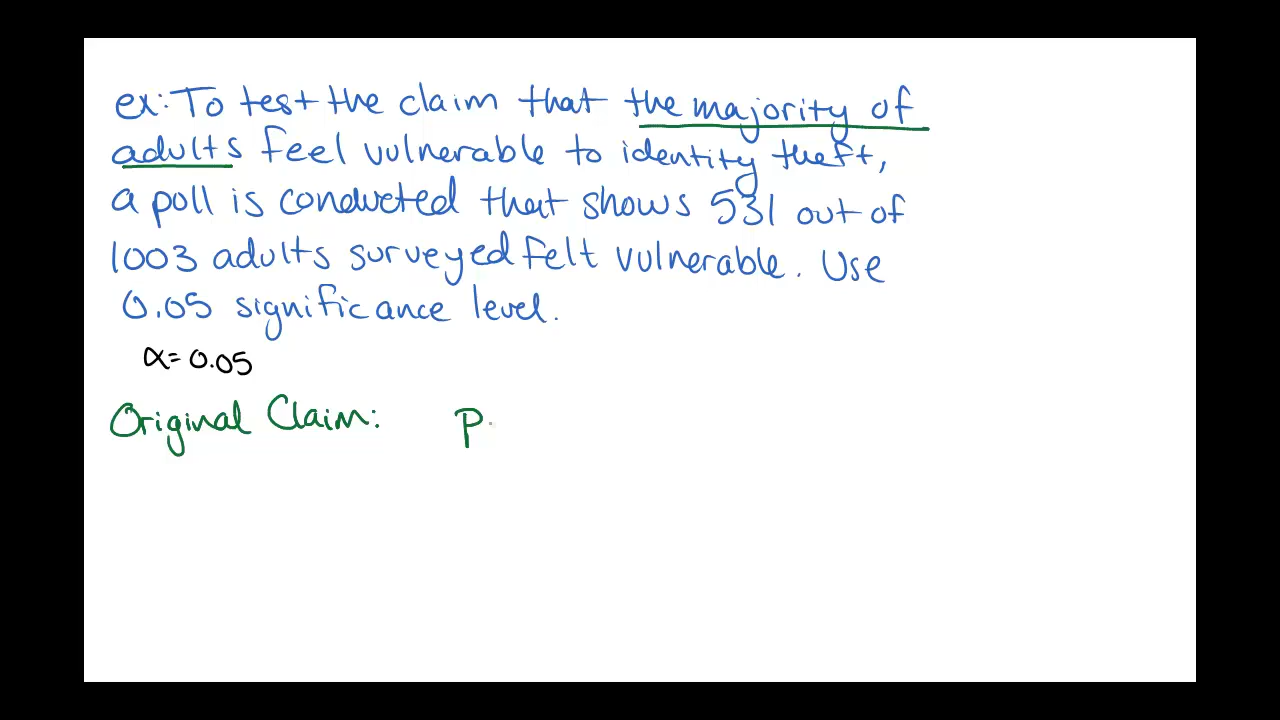 ex: To test the claim that the majority of
adults feel vulnerable to identity theft,
a poll is conducted that shows 531 out of
1003 adults surveyed felt vulnerable. Use
0.05 significance level.
α = 0.05
Original Claim: P